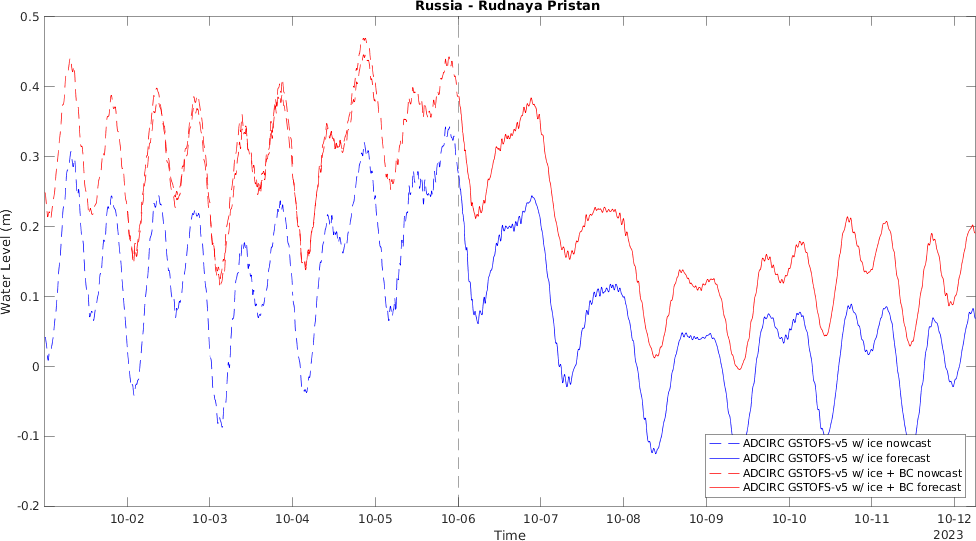 Russia - Rudnaya Pristan
0.5
0.4
0.3
0.2
0.1
0
-0.1
-0.2
Water Level (m)
ADCIRC GSTOFS-v5 w/ ice nowcast
ADCIRC GSTOFS-v5 w/ ice forecast
ADCIRC GSTOFS-v5 w/ ice + BC nowcast
ADCIRC GSTOFS-v5 w/ ice + BC forecast
10-02 10-03 10-04 10-05 10-06 10-07 10-08 10-09 10-10 10-11 10-12
Time
2023